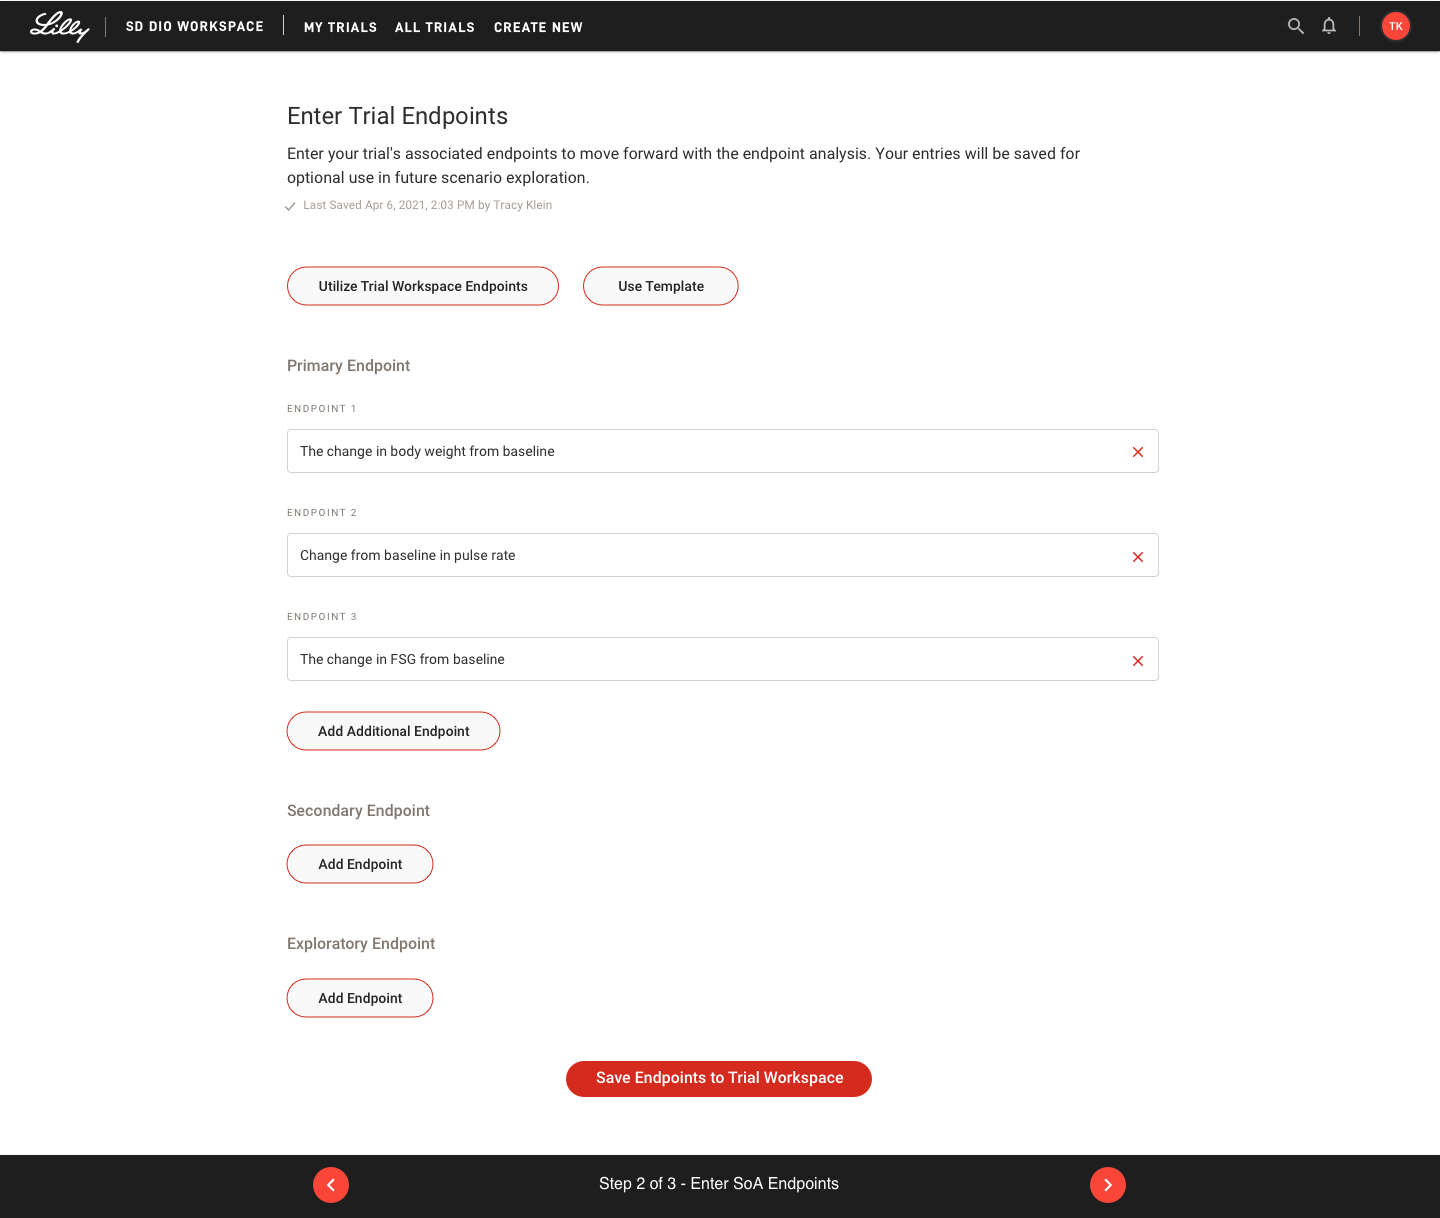 Lilly
SD DIO WORKSPACE
MY TRIALS
ALL TRIALS
CREATE NEW
TK
Enter Trial Endpoints
Enter your trial's associated endpoints to move forward with the endpoint analysis. Your entries will be saved for
optional use in future scenario exploration.
Last Saved Apr 6, 2021, 2:03 PM by Tracy Klein
Utilize Trial Workspace Endpoints
Use Template
Primary Endpoint
ENDPOINT 1
The change in body weight from baseline
ENDPOINT 2
Change from baseline in pulse rate
ENDPOINT 3
The change in FSG from baseline
Add Additional Endpoint
Secondary Endpoint
Add Endpoint
Exploratory Endpoint
Add Endpoint
Save Endpoints to Trial Workspace
Step 2 of 3 - Enter SoA Endpoints